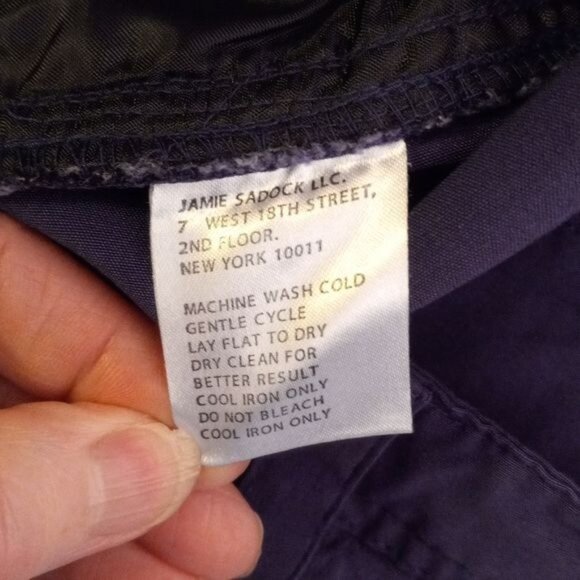 JAMIE SADOCK LLC.
7 WEST 18TH STREET,
2ND FLOOR.
NEW YORK 10011
MACHINE WASH COLD
GENTLE CYCLE
LAY FLAT TO DRY
DRY CLEAN FOR
BETTER RESULT
COOL IRON ONLY
DO NOT BLEACH
COOL IRON ONLY